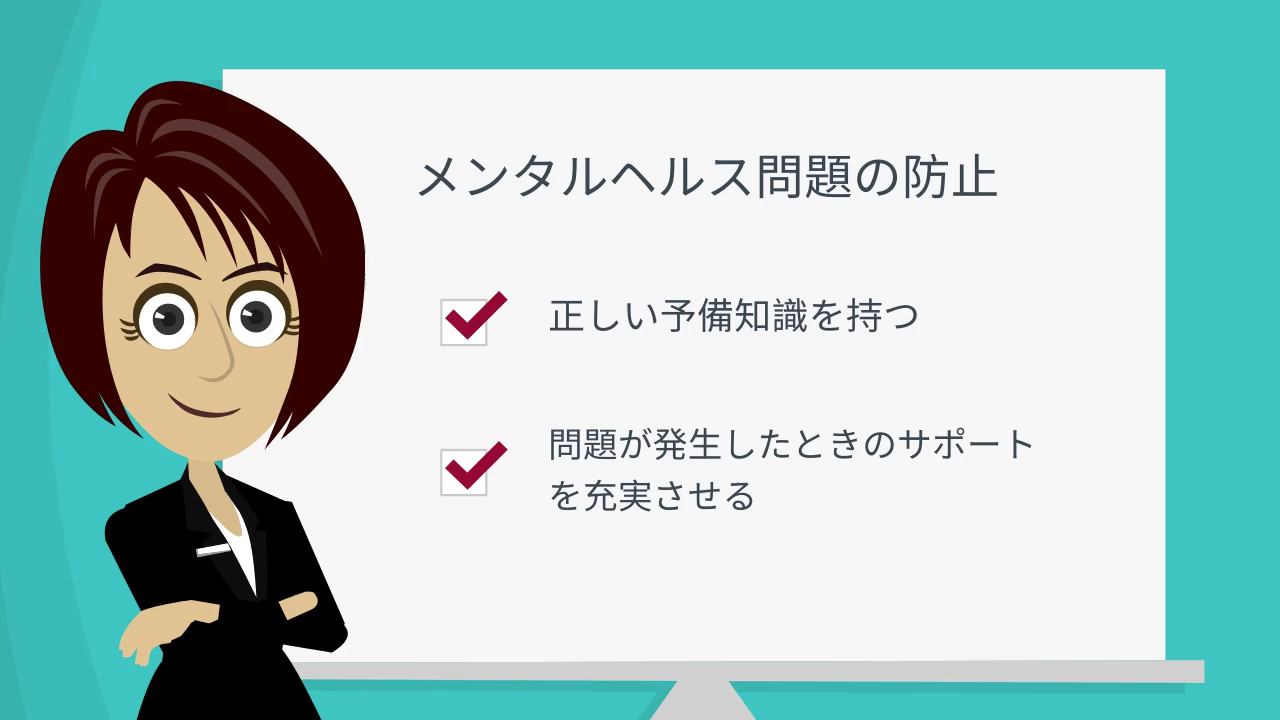 メンタルヘルス問題の防止
正しい予備知識を持つ
問題が発生したときのサポート
を充実させる